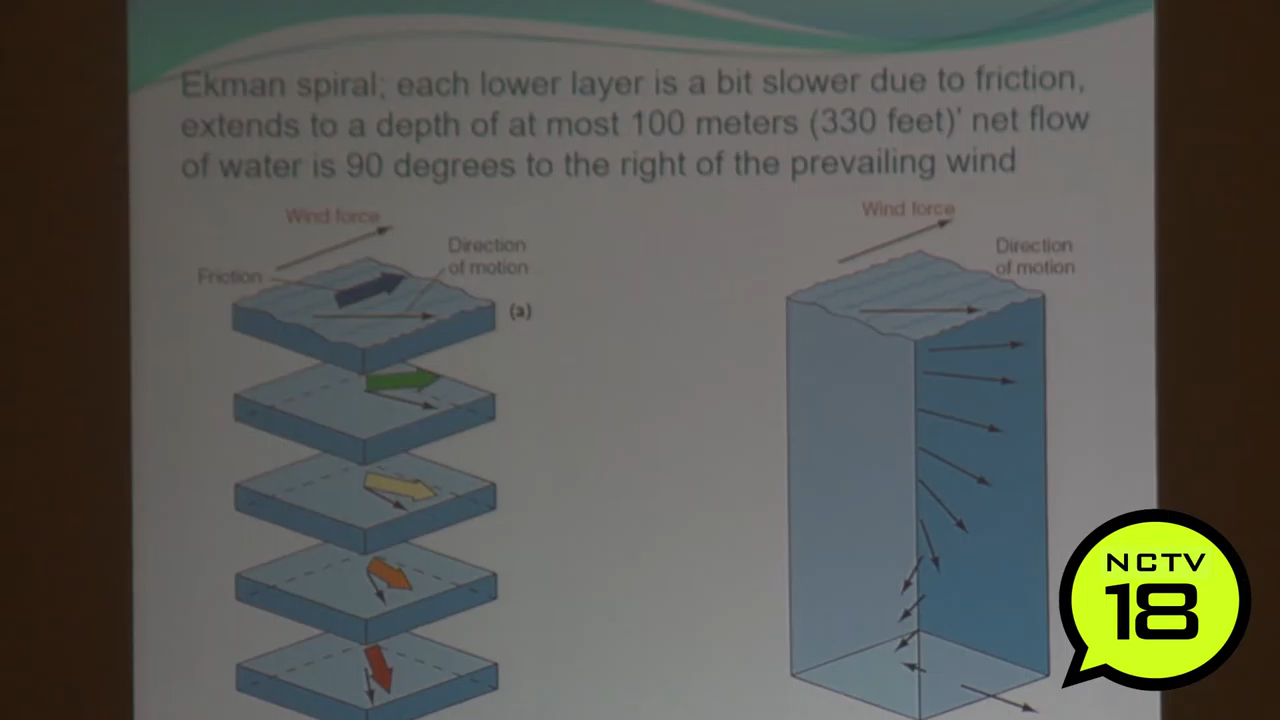 Ekman spiral; each lower layer is a bit slower due to friction,
extends to a depth of at most 100 meters (330 feet)' net flow
of water is 90 degrees to the right of the prevailing wind
Wind force
Direction
of motion
Friction
(a)
Wind force
Direction
of motion
NCTV
18